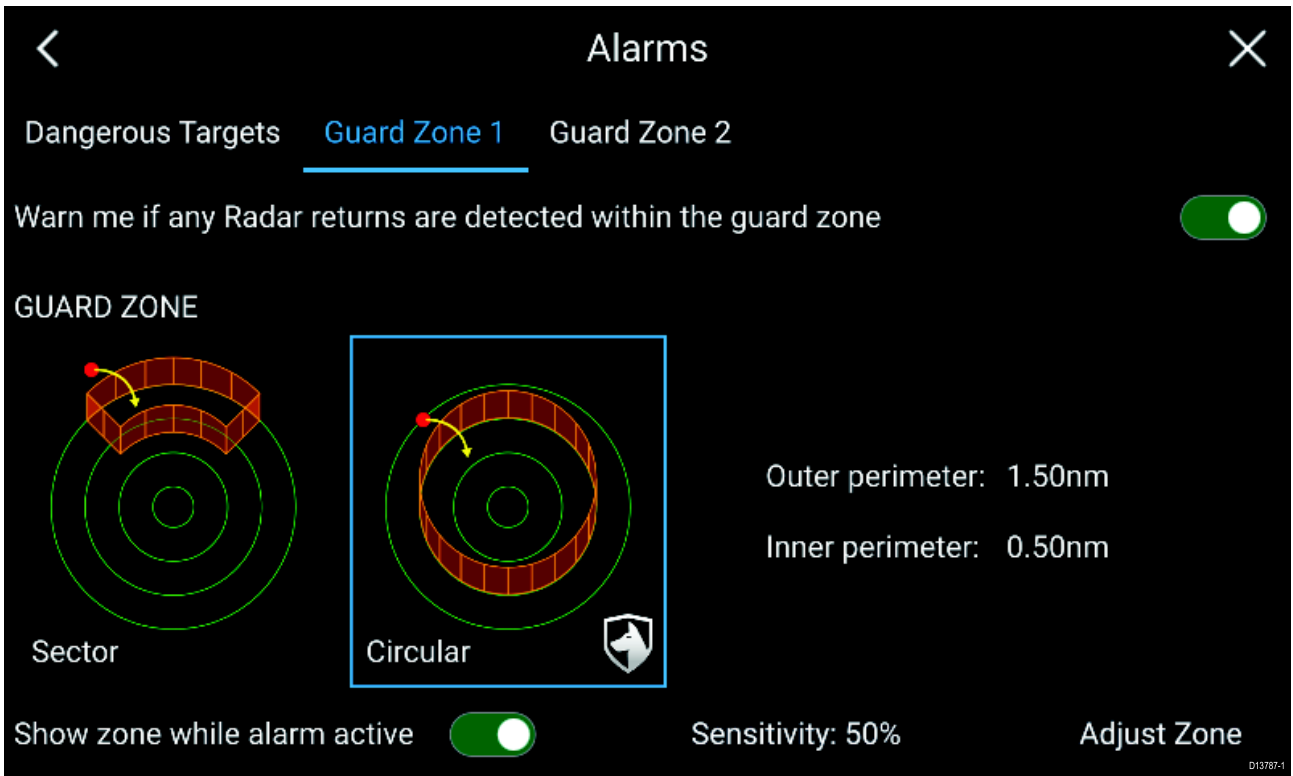 Alarms
Dangerous Targets Guard Zone 1 Guard Zone 2
Warn me if any Radar returns are detected within the guard zone
GUARD ZONE
Outer perimeter: 1.50nm
Inner perimeter: 0.50nm
Sector Circular
Show zone while alarm active Sensitivity: 50% Adjust Zone
D13787-1